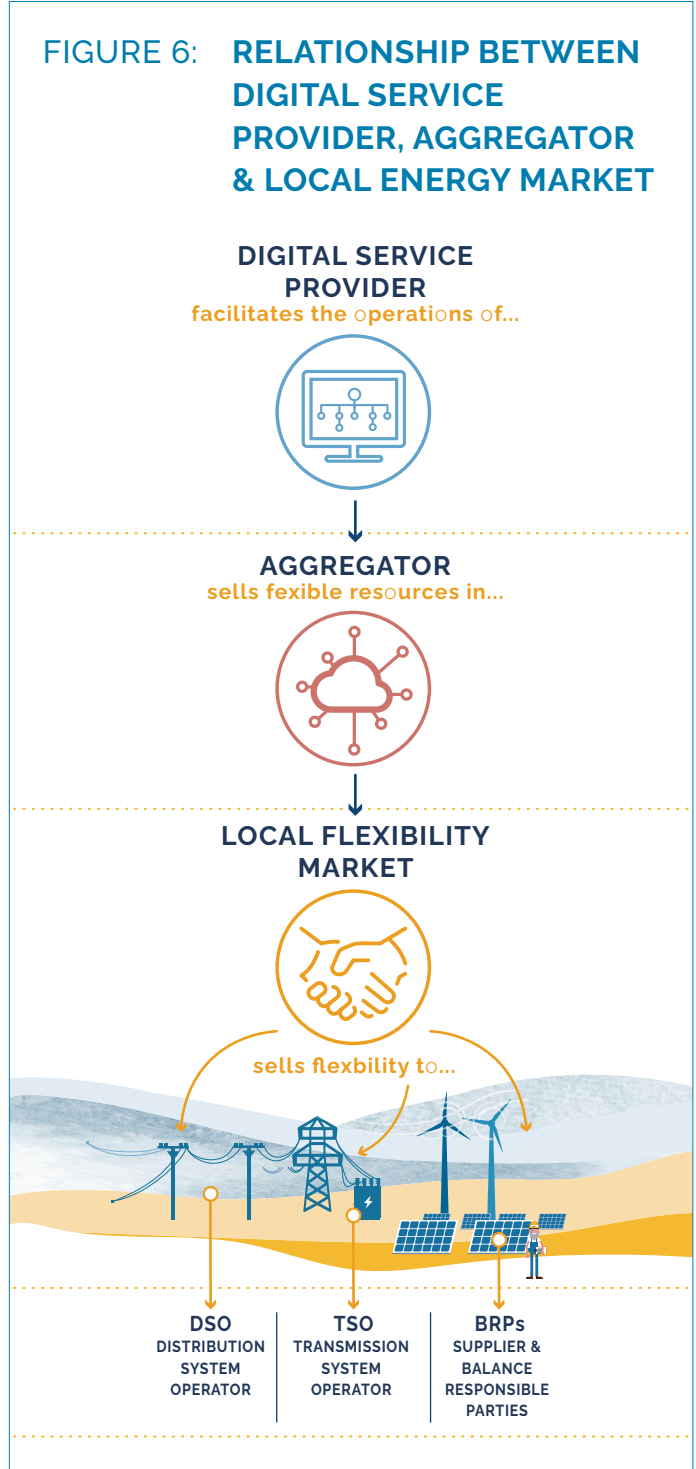 FIGURE 6: RELATIONSHIP BETWEEN
DIGITAL SERVICE
PROVIDER, AGGREGATOR
& LOCAL ENERGY MARKET
DIGITAL SERVICE
PROVIDER
facilitates the operations of...
AGGREGATOR
sells fexible resources in...
LOCAL FLEXIBILITY
MARKET
sells flexbility to...
DSO
DISTRIBUTION
SYSTEM
OPERATOR
TSO
TRANSMISSION
SYSTEM
OPERATOR
BRPs
SUPPLIER &
BALANCE
RESPONSIBLE
PARTIES